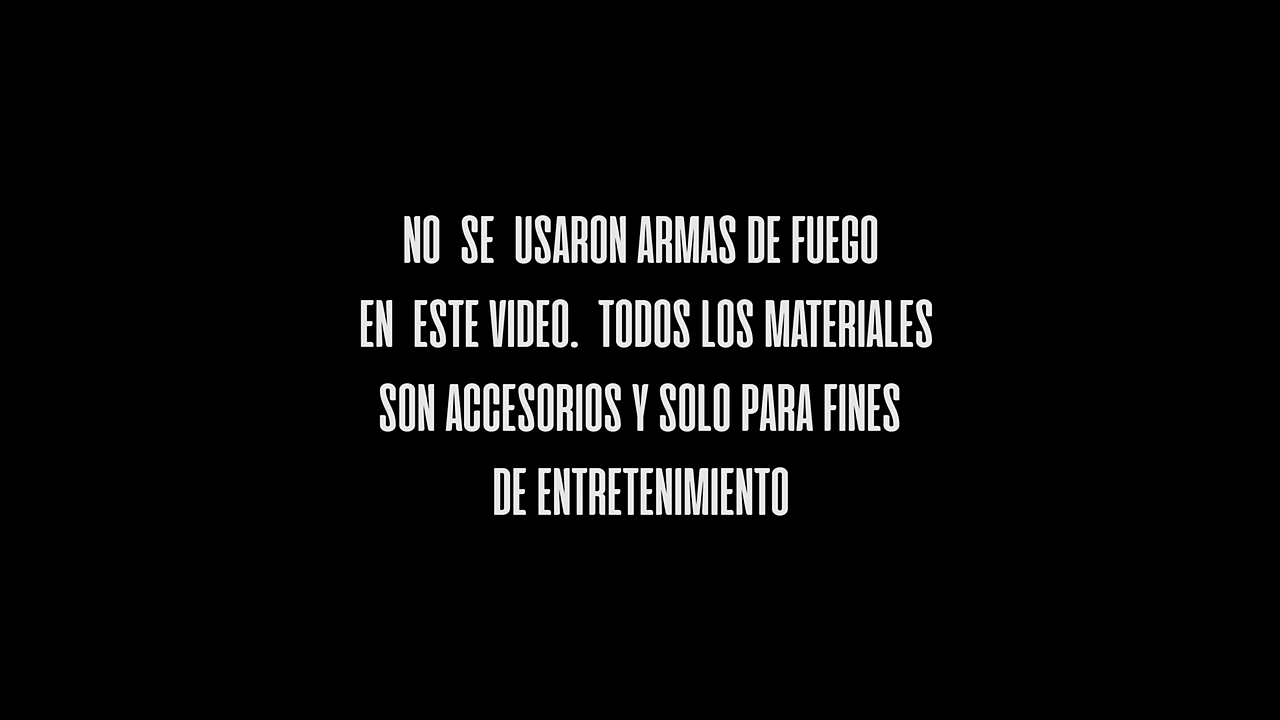 NO SE USARON ARMAS DE FUEGO
EN ESTE VIDEO. TODOS LOS MATERIALES
SON ACCESORIOS Y SOLO PARA FINES
DE ENTRETENIMIENTO